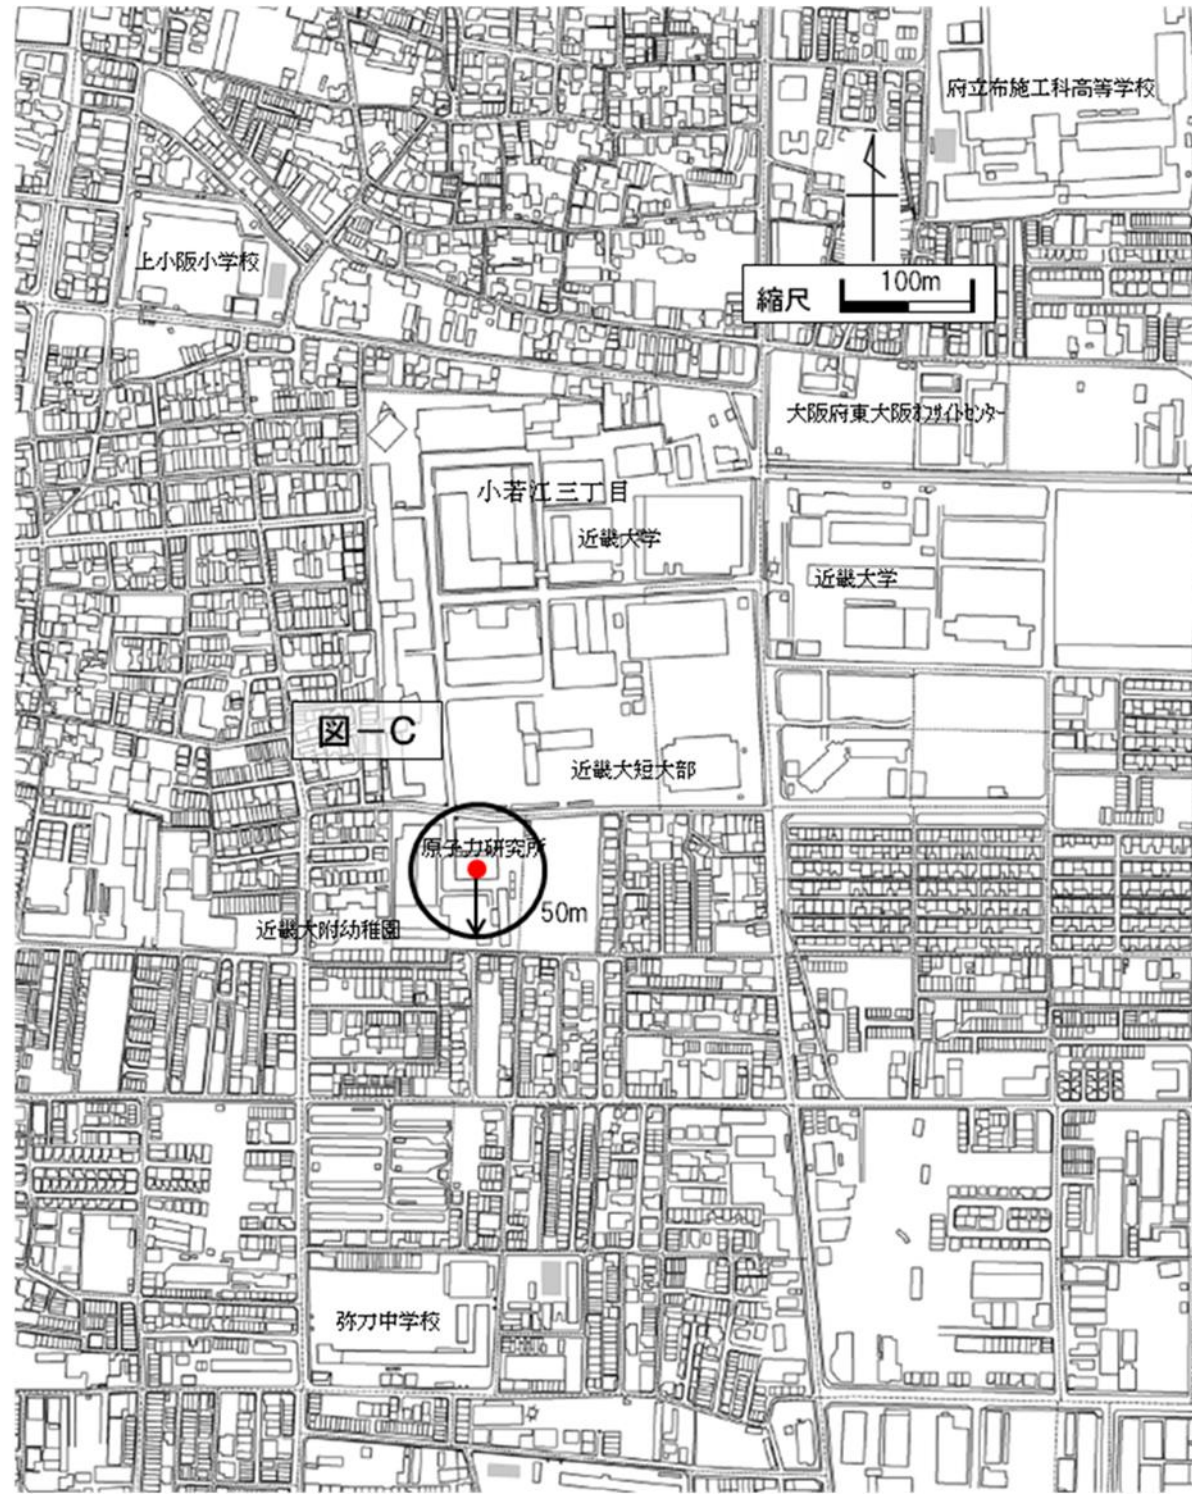 府立布施工科高等学校
上小阪小学校
縮尺 100m
大阪府東大阪オフサイトセンター
小若江三丁目
近畿大学
近畿大学
図－C
近畿大短大部
原子力研究所
50m
近畿大附幼稚園
弥刀中学校